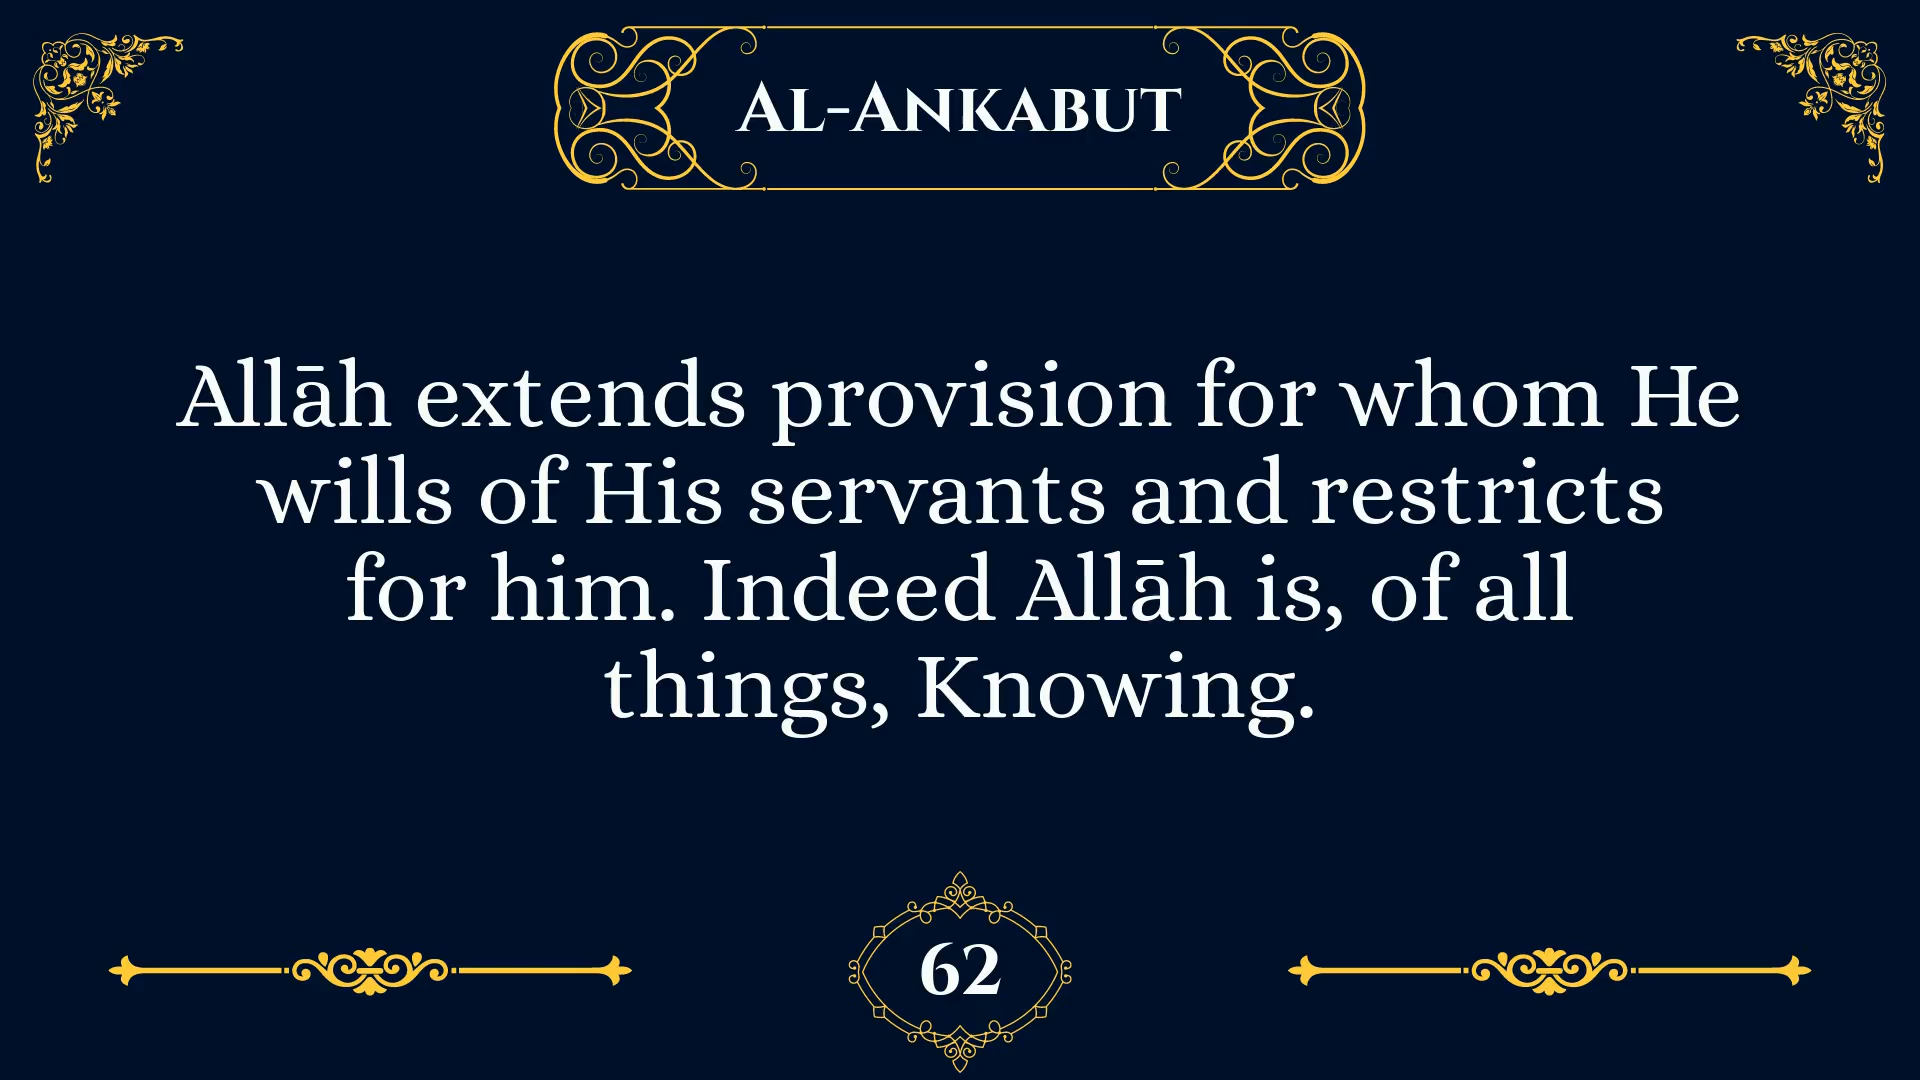 Al-Ankabut
Allāh extends provision for whom He
wills of His servants and restricts
for him. Indeed Allāh is, of all
things, Knowing.
62